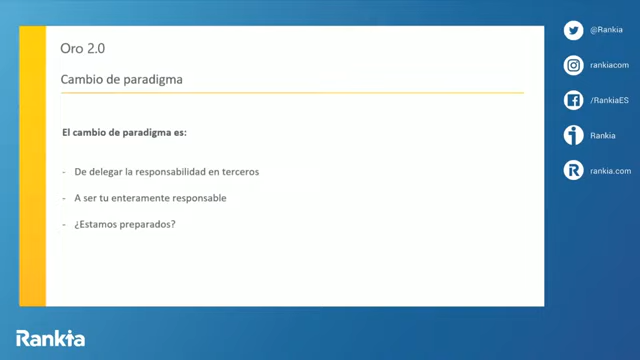 Oro 2.0
Cambio de paradigma
El cambio de paradigma es:
- De delegar la responsabilidad en terceros
- A ser tu enteramente responsable
- ¿Estamos preparados?
@Rankia
rankiacom
/RankiaES
Rankia
rankia.com
Rankia